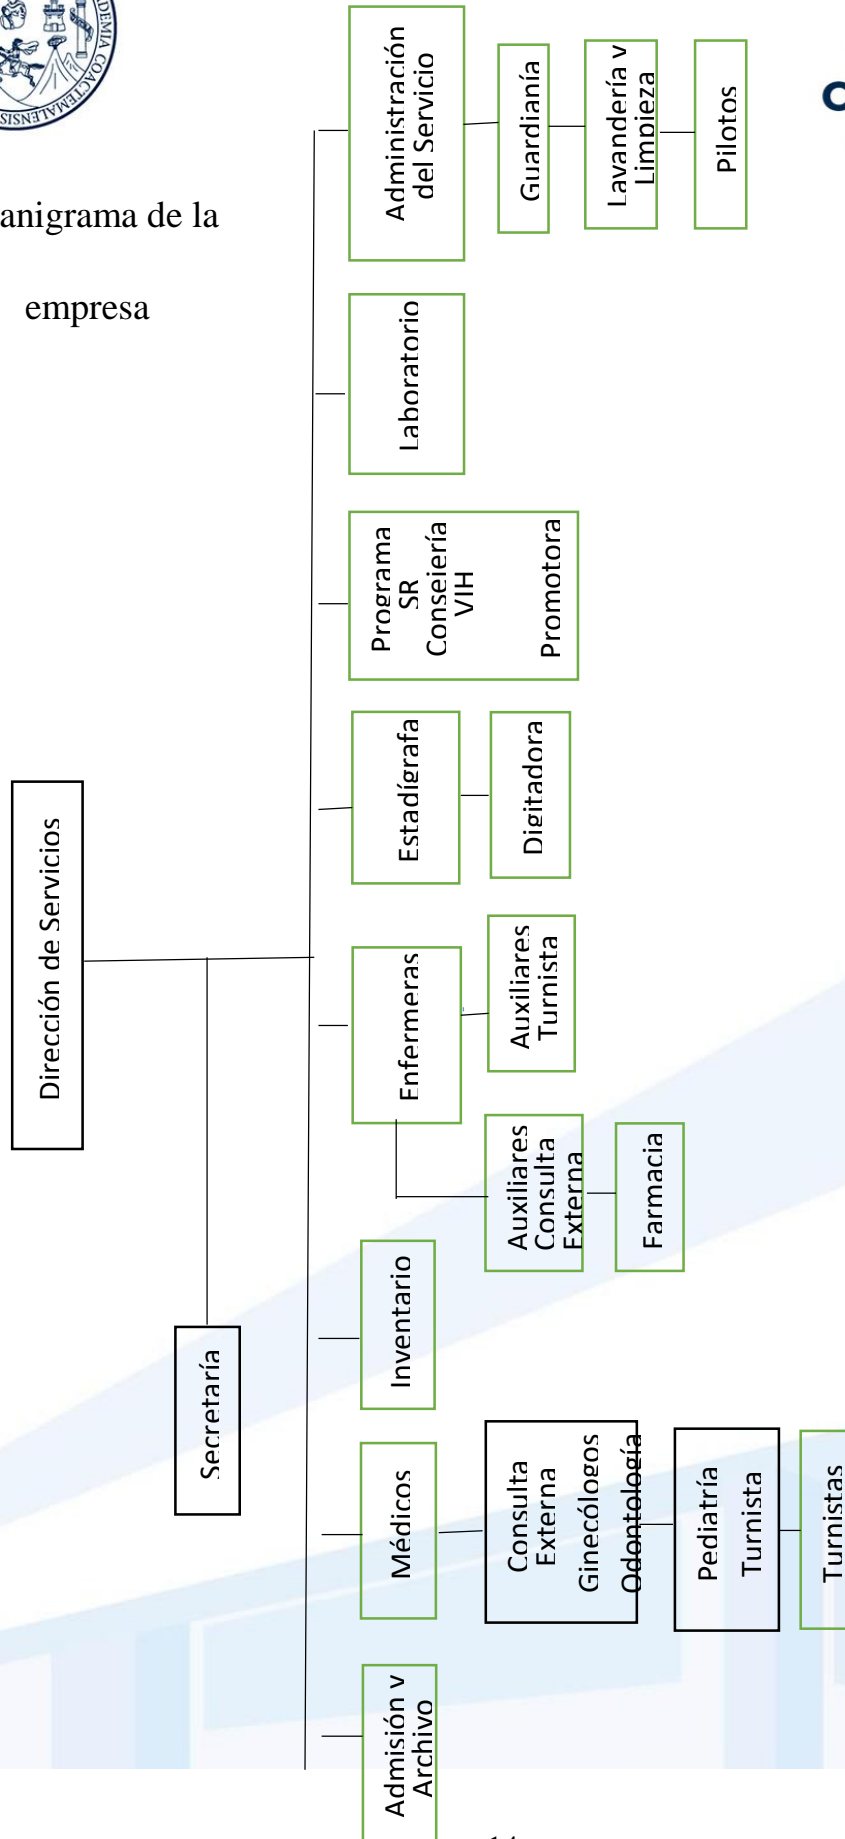 anigrama de la
empresa
Dirección de Servicios
Secretaría
Admisión y
Archivo
Médicos
Consulta
Externa
Ginecólogos
Odontología
Pediatría
Turnista
Turnistas
Inventario
Enfermeras
Auxiliares
Consulta
Externa
Farmacia
Auxiliares
Turnista
Estadígrafa
Digitadora
Programa
SR
Consejería
VIH
Promotora
Laboratorio
Administración
del Servicio
Guardianía
Lavandería y
Limpieza
Pilotos